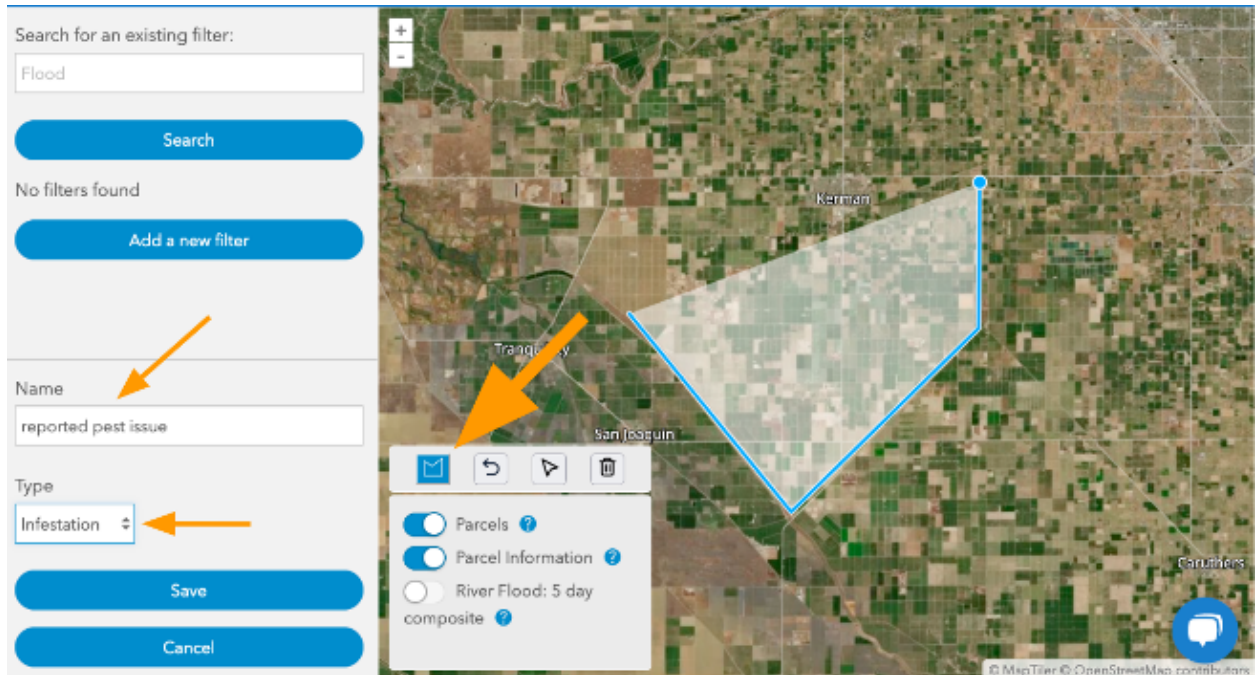 Search for an existing filter:
Flood
Search
No filters found
Add a new filter
Name
reported pest issue
Type
Infestation
Save
Cancel
+
-
Kerman
San Joaquin
Parcels ?
Parcel Information ?
River Flood: 5 day
composite ?
Caruthers
© MapTiler © OpenStreetMap contributors